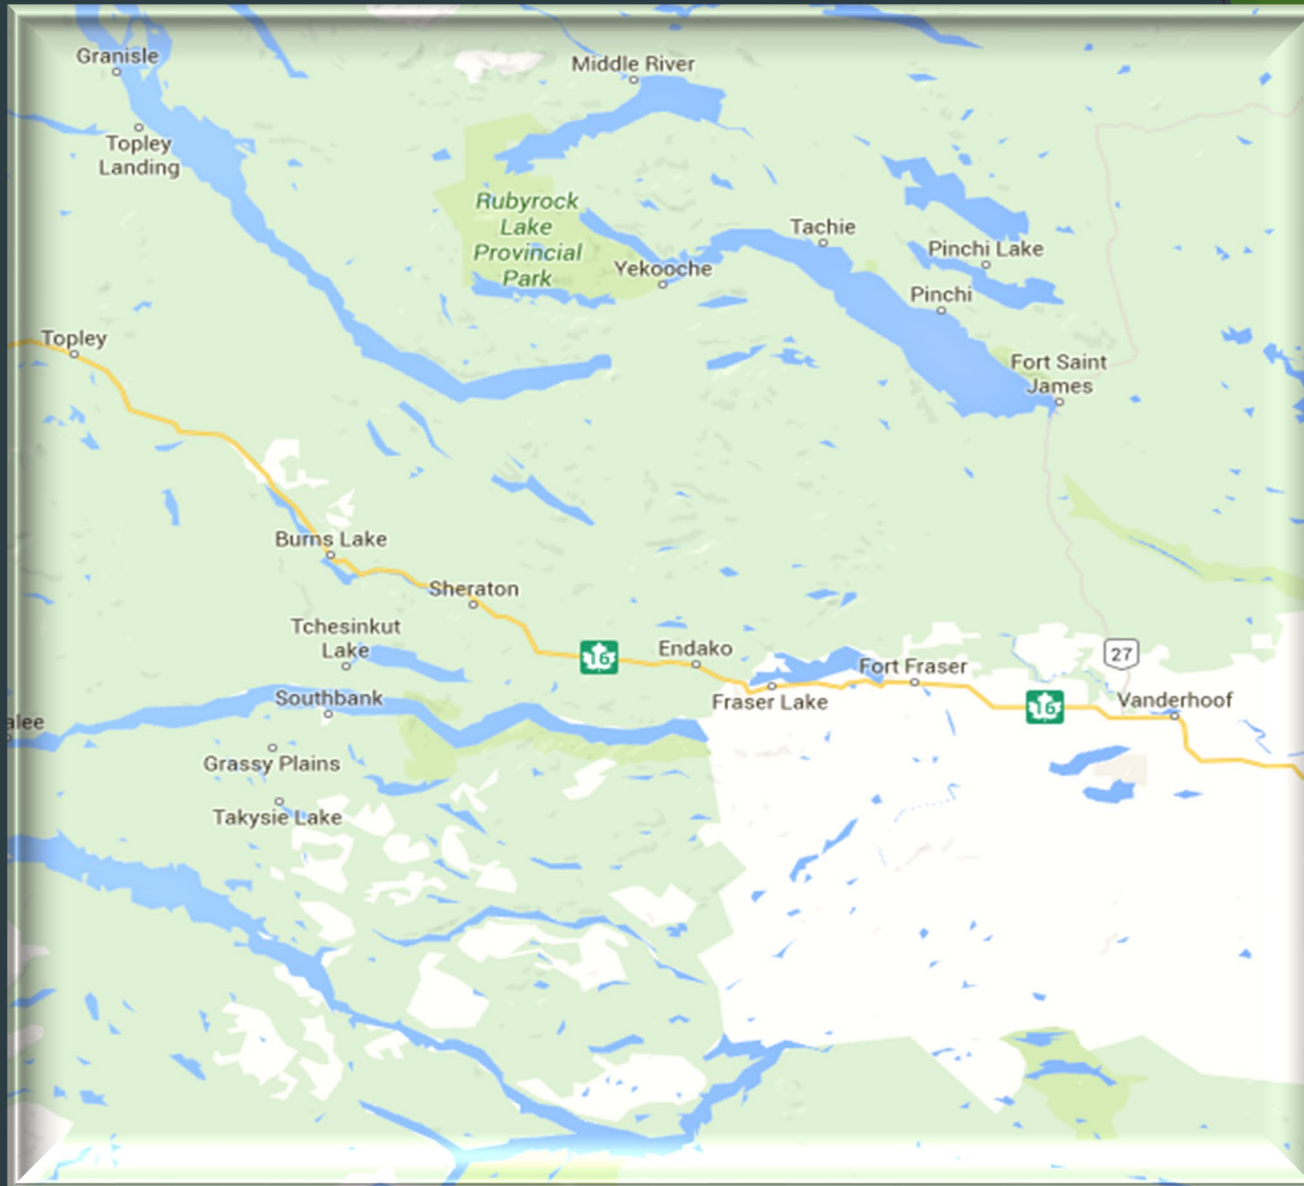 Granisle
Middle River
Topley
Landing
Rubyrock
Lake
Provincial
Park
Tachie
Pinchi Lake
Yekooche
Pinchi
Topley
Fort Saint
James
Burns Lake
Sheraton
Tchesinkut
Lake
16
Endako
27
Fort Fraser
Southbank
Fraser Lake
16
Vanderhoof
alee
Grassy Plains
Takysie Lake